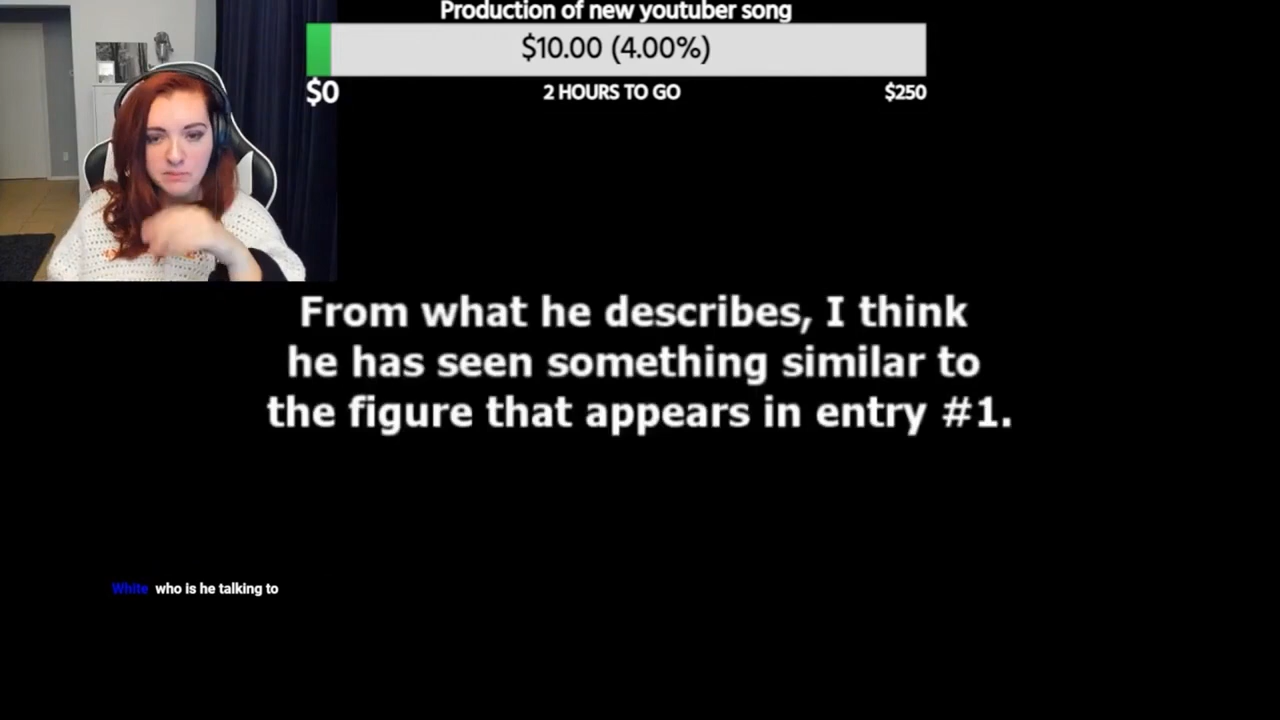 Production of new youtuber song
$10.00 (4.00%)
$0 2 HOURS TO GO $250
From what he describes, I think
he has seen something similar to
the figure that appears in entry #1.
White who is he talking to